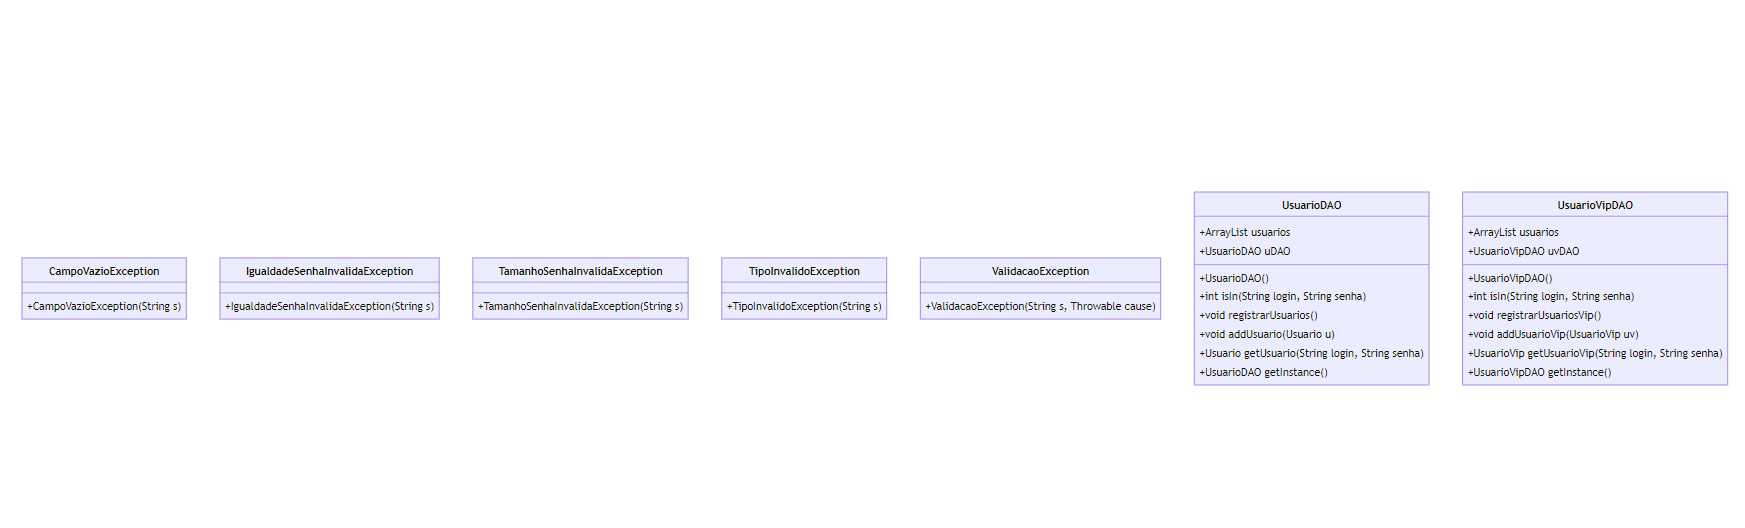 CampoVazioException
+CampoVazioException(String s)
IgualdadeSenhaInvalidaException
+IgualdadeSenhaInvalidaException(String s)
TamanhoSenhaInvalidaException
+TamanhoSenhaInvalidaException(String s)
TipoInvalidoException
+TipoInvalidoException(String s)
ValidacaoException
+ValidacaoException(String s, Throwable cause)
UsuarioDAO
+ArrayList usuarios
+UsuarioDAO uDAO
+UsuarioDAO()
+int isIn(String login, String senha)
+void registrarUsuarios()
+void addUsuario(Usuario u)
+Usuario getUsuario(String login, String senha)
+UsuarioDAO getInstance()
UsuarioVipDAO
+ArrayList usuarios
+UsuarioVipDAO uvDAO
+UsuarioVipDAO()
+int isIn(String login, String senha)
+void registrarUsuariosVip()
+void addUsuarioVip(UsuarioVip uv)
+UsuarioVip getUsuarioVip(String login, String senha)
+UsuarioVipDAO getInstance()